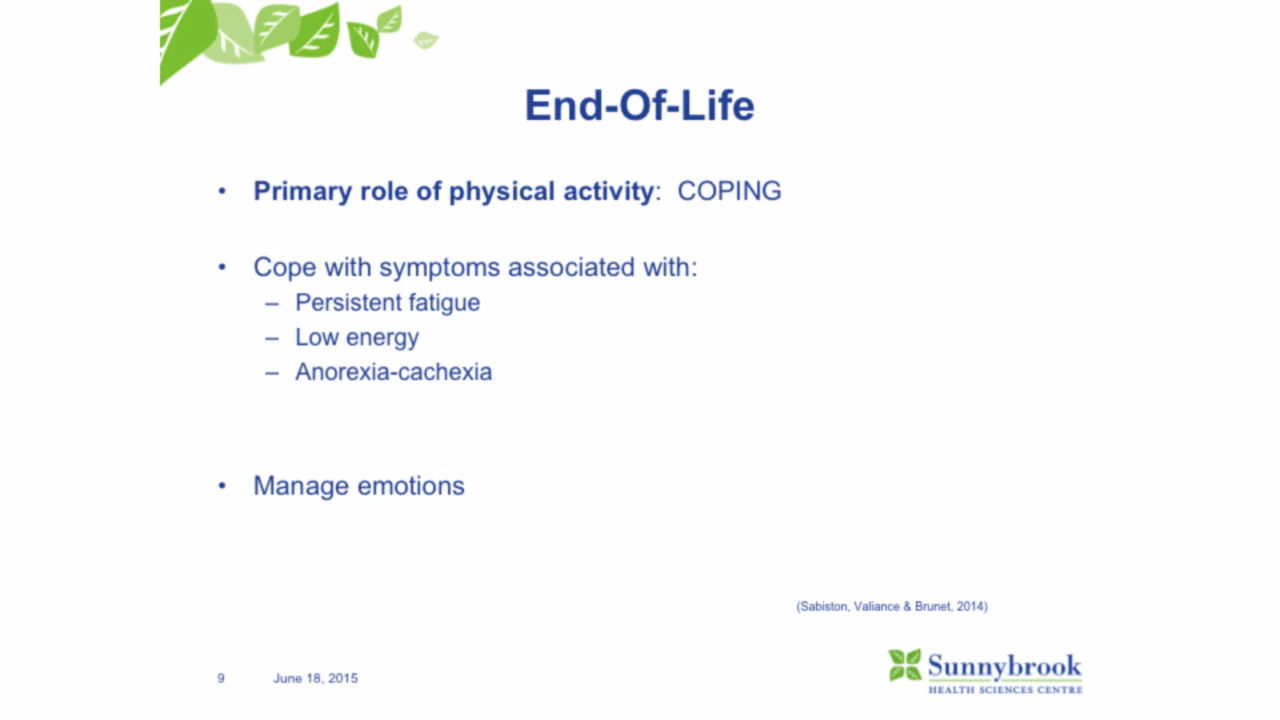 End-Of-Life
• Primary role of physical activity: COPING
• Cope with symptoms associated with:
– Persistent fatigue
– Low energy
– Anorexia-cachexia
• Manage emotions
(Sabiston, Valiance & Brunet, 2014)
9 June 18, 2015
Sunnybrook
HEALTH SCIENCES CENTRE